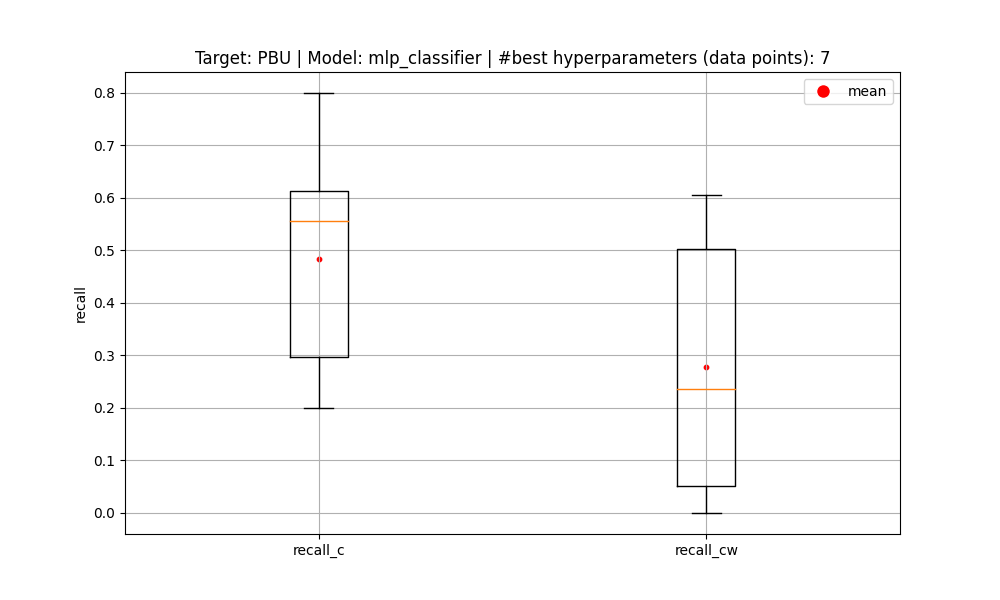 Target: PBU | Model: mlp_classifier | #best hyperparameters (data points): 7
mean
0.8
0.7
0.6
0.5
0.4
0.3
0.2
0.1
0.0
recall
recall_c
recall_cw